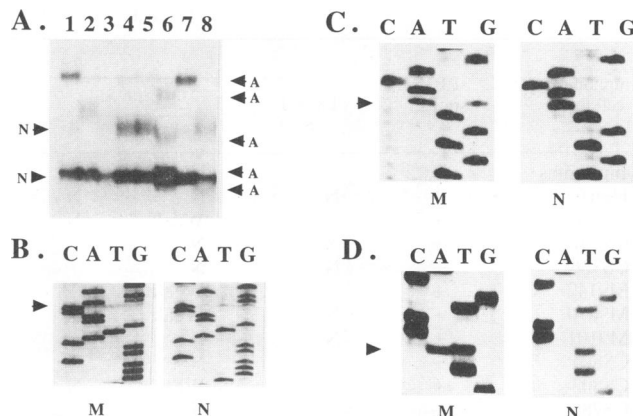 A.
1 2 3 4 5 6 7 8
A
A
N
A
N
A
A
B.
C A T G C A T G
M N
C.
C A T G C A T G
M N
D.
C A T G C A T G
M N